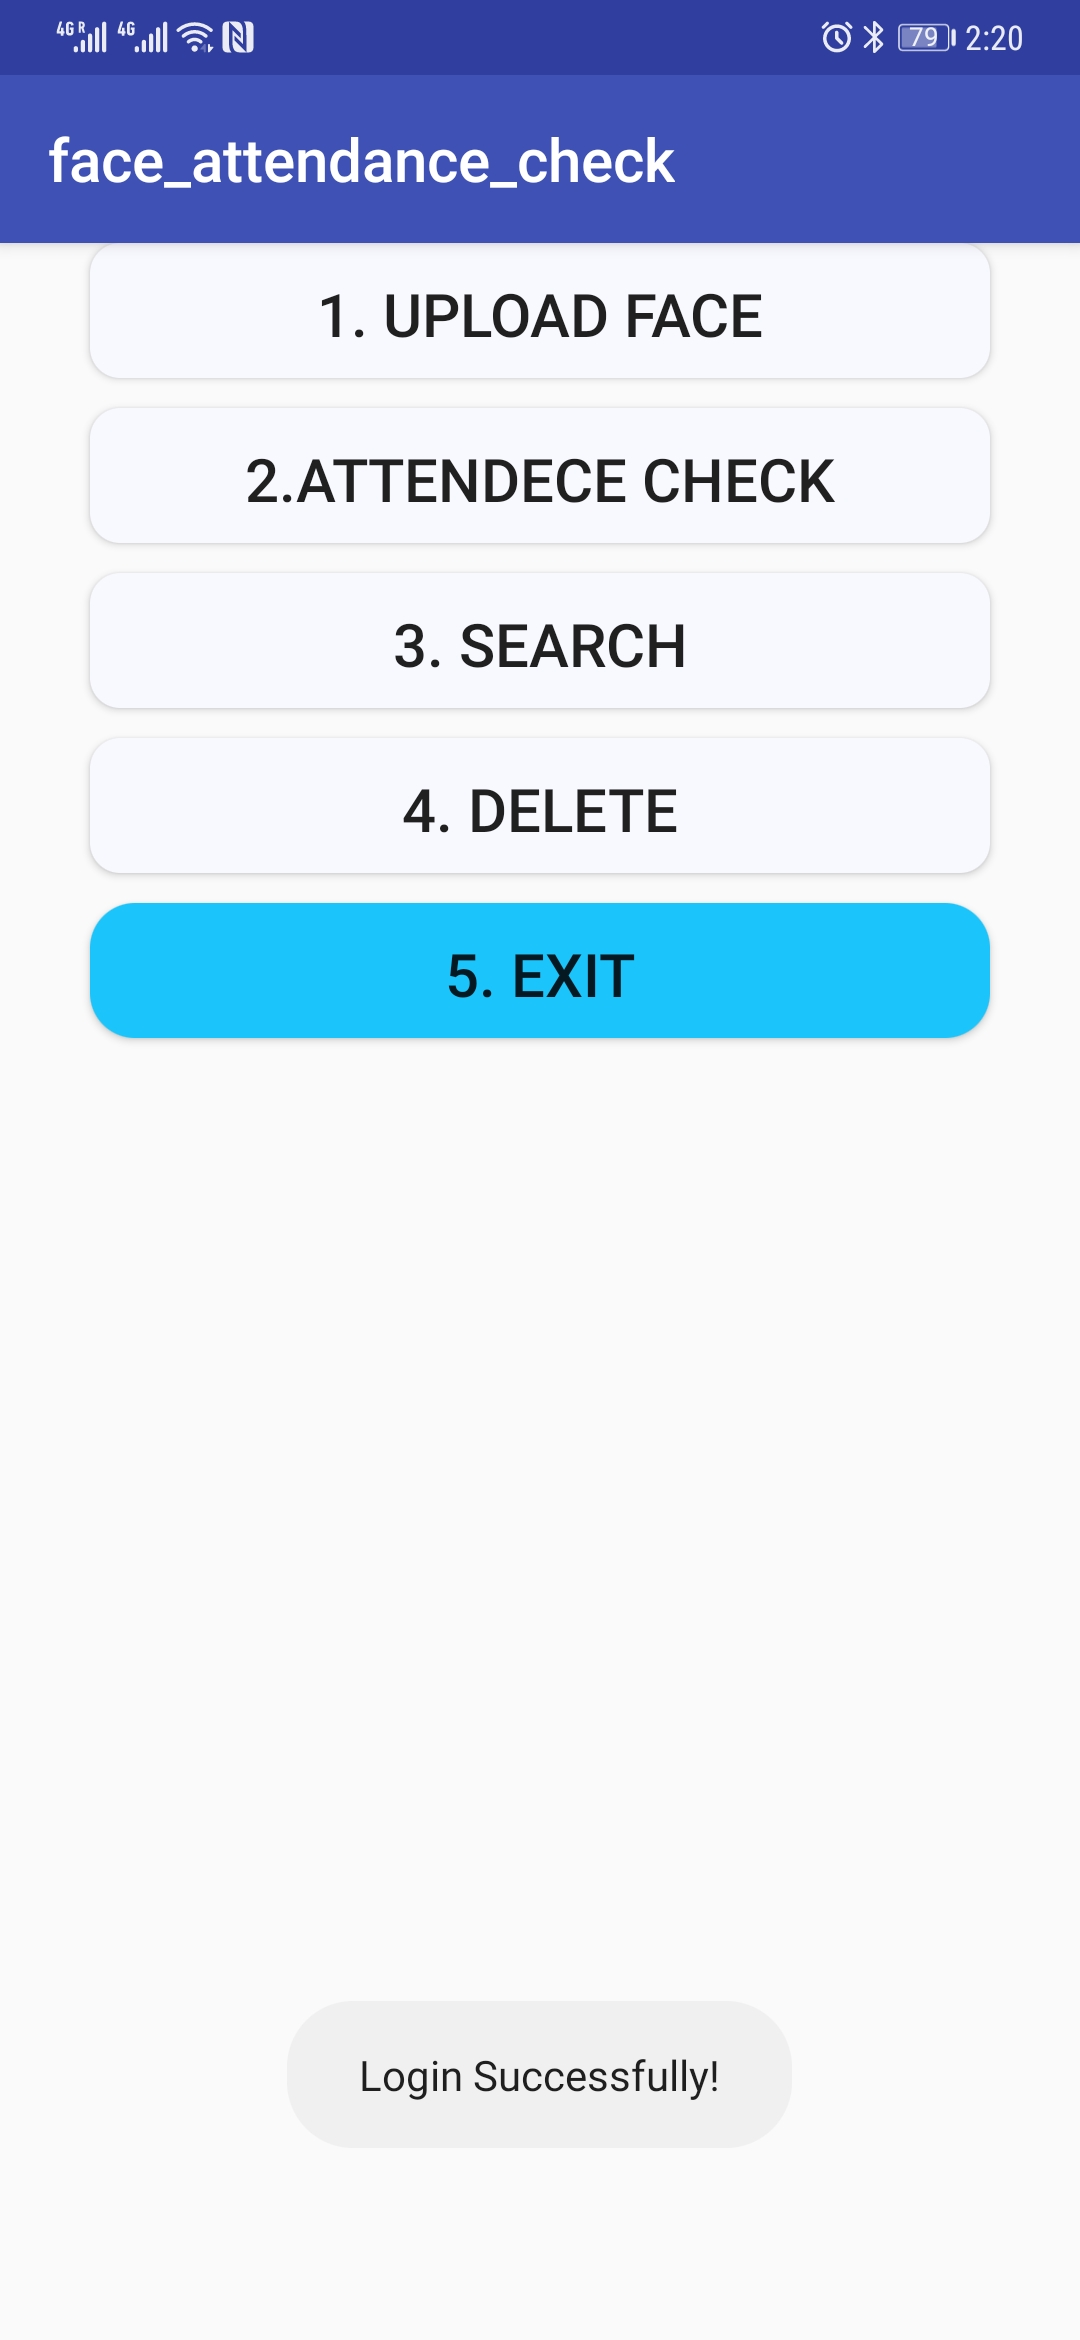 4G R 4G 79 2:20
face_attendance_check
1. UPLOAD FACE
2.ATTENDECE CHECK
3. SEARCH
4. DELETE
5. EXIT
Login Successfully!